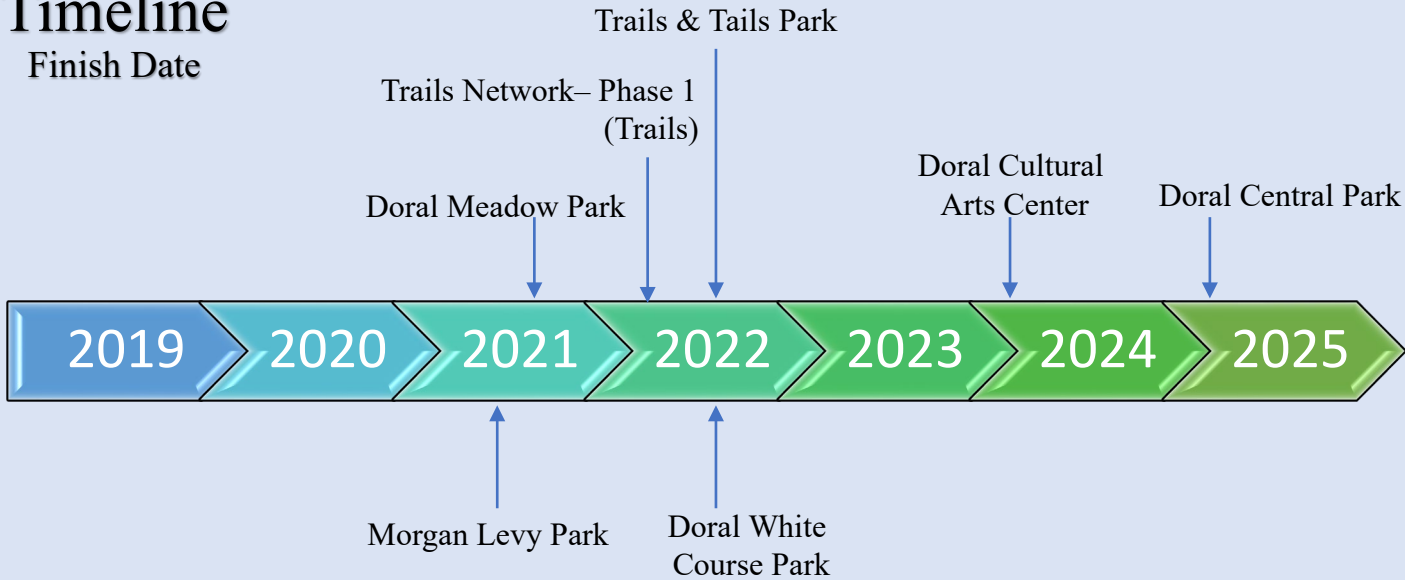 Timeline
Finish Date
Trails & Tails Park
Trails Network– Phase 1
(Trails)
Doral Meadow Park
Doral Cultural
Arts Center
Doral Central Park
2019
2020
2021
2022
2023
2024
2025
Morgan Levy Park
Doral White
Course Park